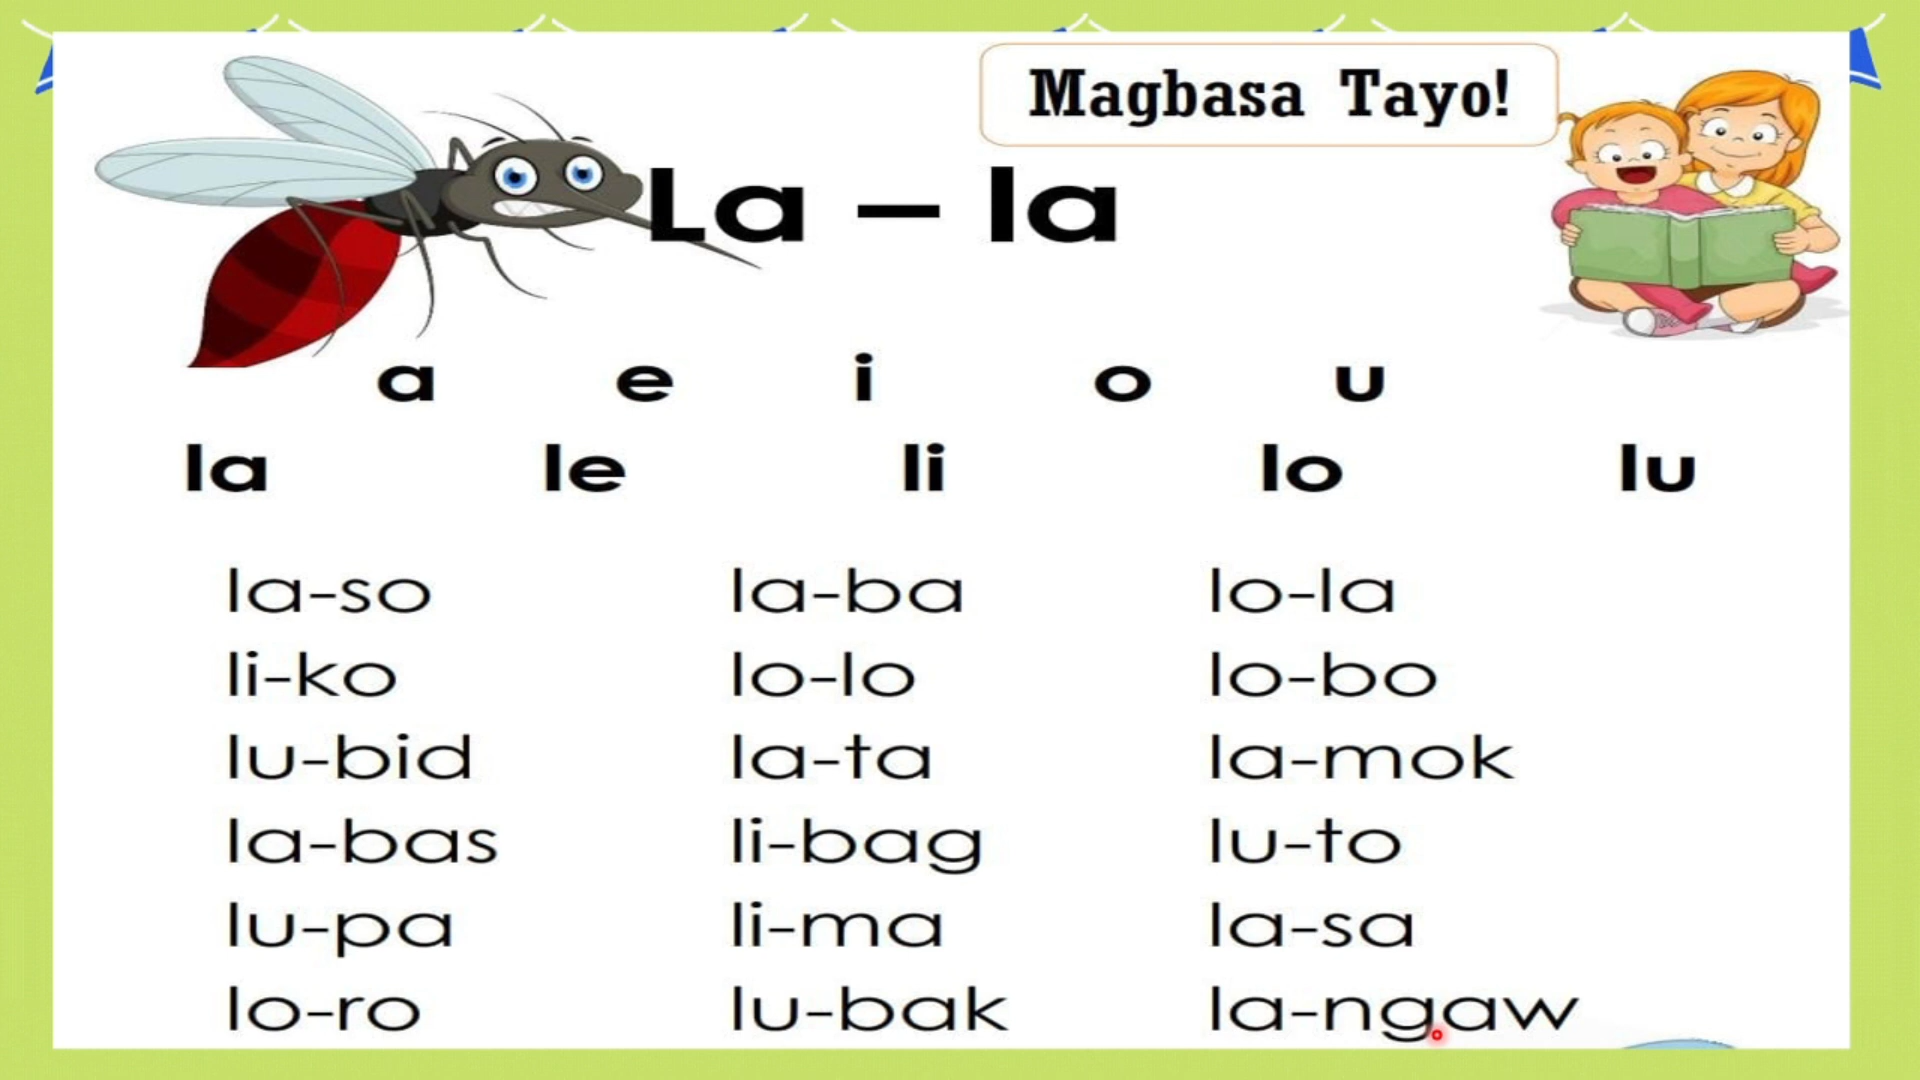 Magbasa Tayo!
La – la
a e i o u
la le li lo lu
la-so la-ba lo-la
li-ko lo-lo lo-bo
lu-bid la-ta la-mok
la-bas li-bag lu-to
lu-pa li-ma la-sa
lo-ro lu-bak la-ngaw